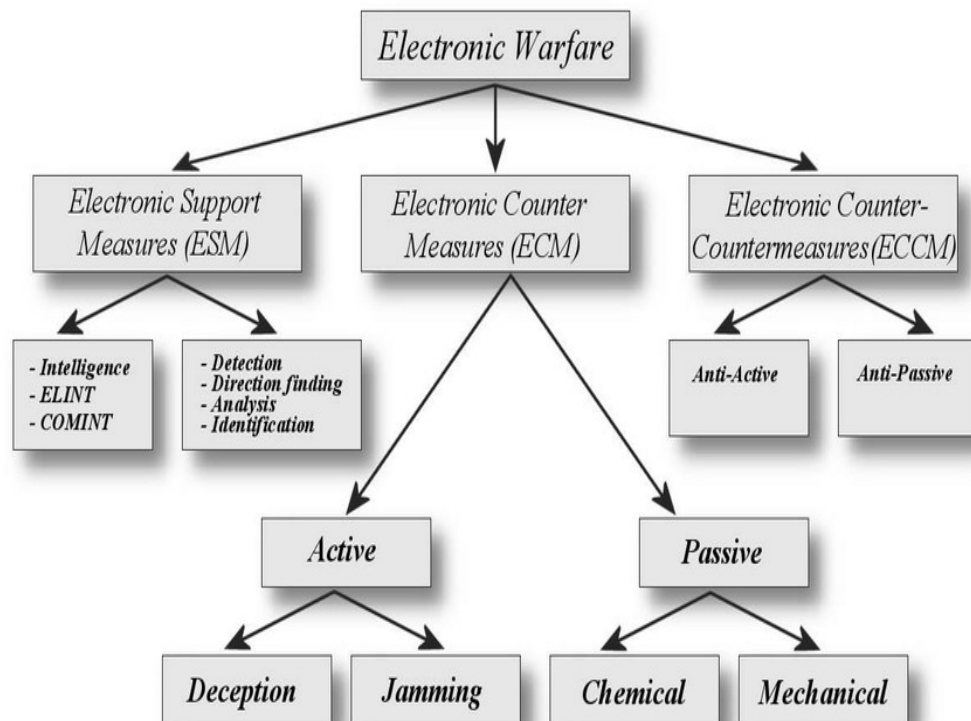 Electronic Warfare
Electronic Support
Measures (ESM)
Electronic Counter
Measures (ECM)
Electronic Counter-
Countermeasures(ECCM)
- Intelligence
- ELINT
- COMINT
- Detection
- Direction finding
- Analysis
- Identification
Anti-Active
Anti-Passive
Active
Passive
Deception
Jamming
Chemical
Mechanical